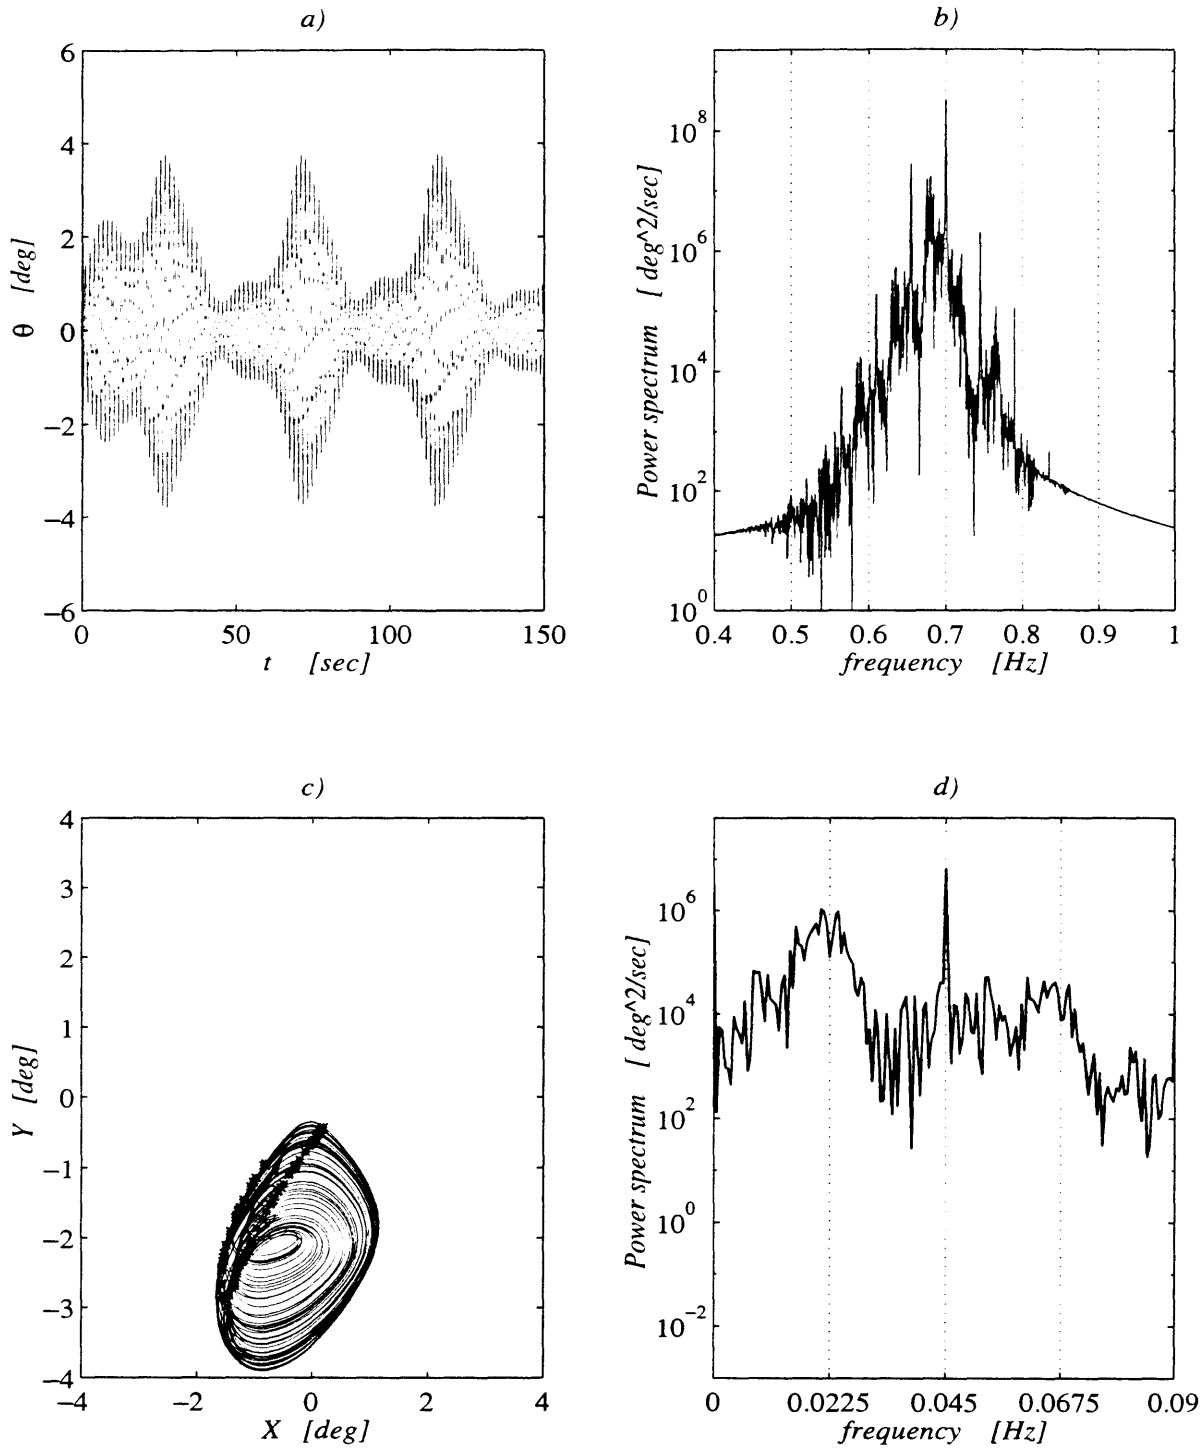 a)
6
4
2
0
−2
−4
−6
θ [deg]
0 50 100 150
t [sec]
b)
10^8
10^6
10^4
10^2
10^0
Power spectrum [ deg^2/sec]
0.4 0.5 0.6 0.7 0.8 0.9 1
frequency [Hz]
c)
4
3
2
1
0
−1
−2
−3
−4
Y [deg]
−4 −2 0 2 4
X [deg]
d)
10^6
10^4
10^2
10^0
10^−2
Power spectrum [ deg^2/sec]
0 0.0225 0.045 0.0675 0.09
frequency [Hz]